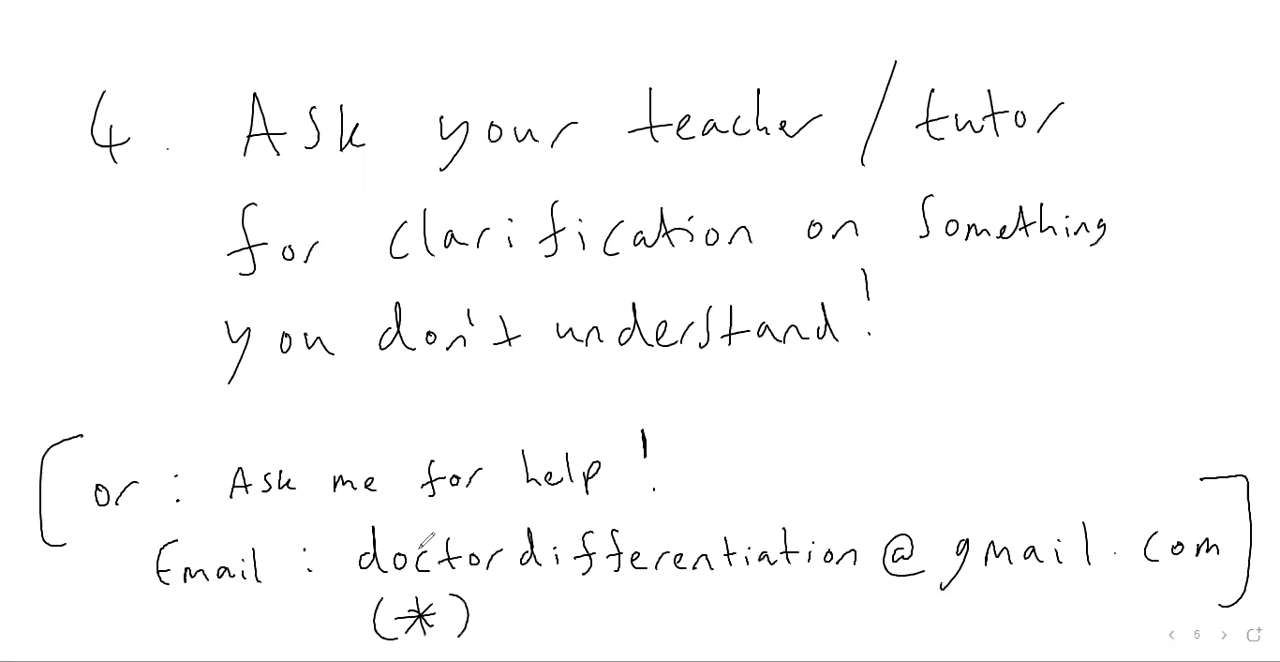 4. Ask your teacher / tutor
for clarification on something
you don't understand!
[or : Ask me for help!
Email : doctordifferentiation@gmail.com]
(*)
< 5 >